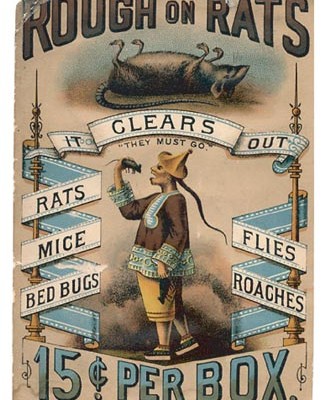 ROUGH ON RATS
IT CLEARS OUT
"THEY MUST GO."
RATS
MICE
BED BUGS
FLIES
ROACHES
15¢ PER BOX.